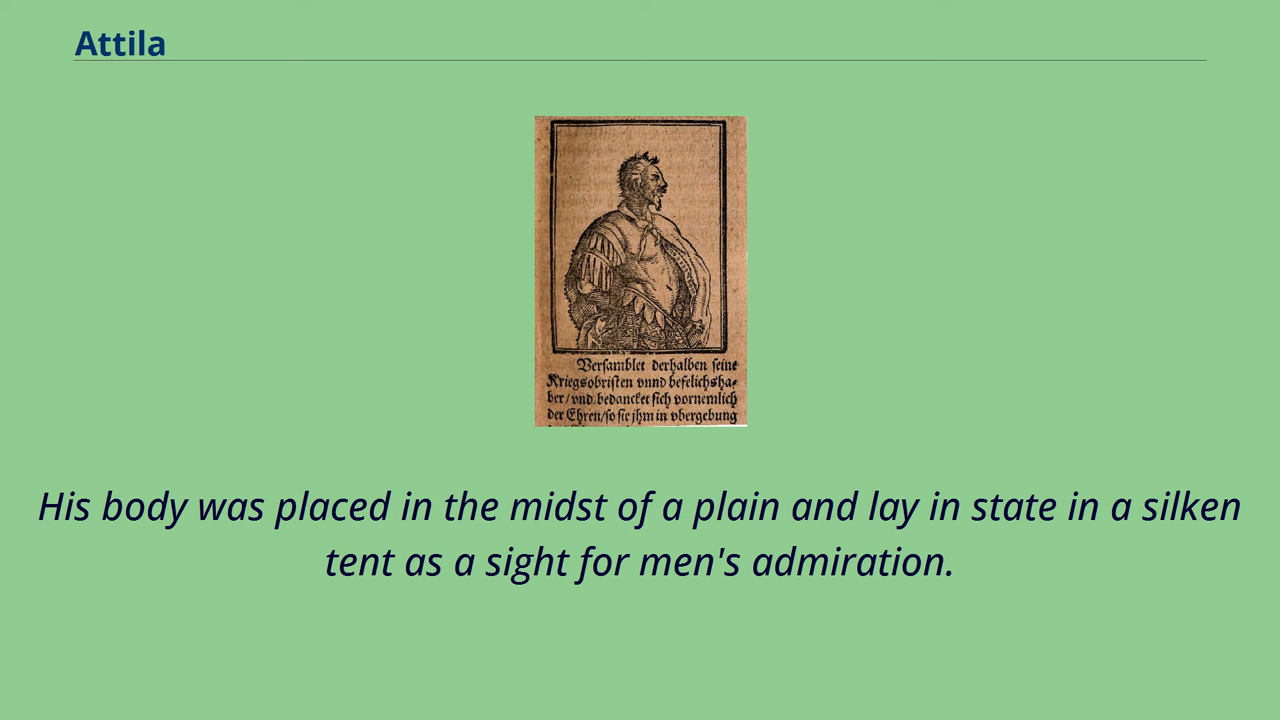 Attila
Versamblet derhalben seine
Kriegsobristen vnnd befelichsha-
ber/vnd bedancket sich vornemlich
der Ehren/so sie jhm in vbergebung
His body was placed in the midst of a plain and lay in state in a silken
tent as a sight for men's admiration.